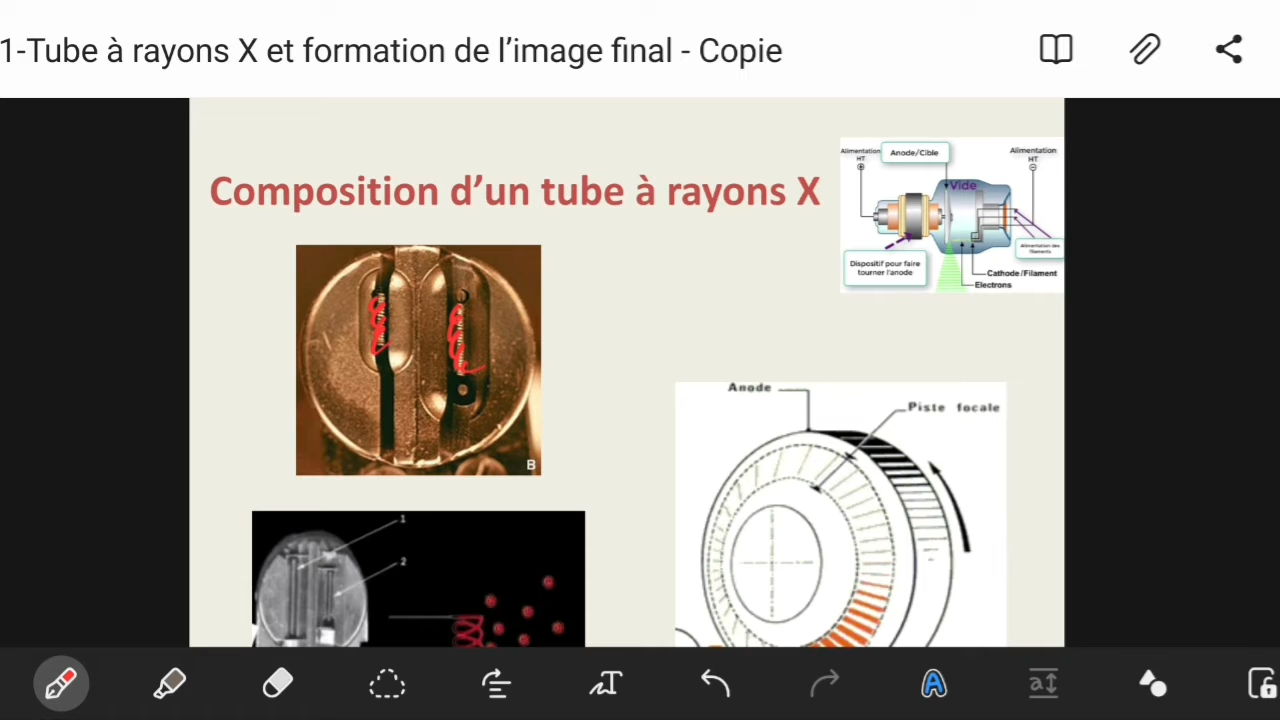 1-Tube à rayons X et formation de l’image final - Copie
Composition d’un tube à rayons X
Alimentation
HT
Anode/Cible
Alimentation
HT
Vide
Alimentation des
filaments
Dispositif pour faire
tourner l'anode
Cathode/Filament
Electrons
B
Anode
Piste focale
1
2